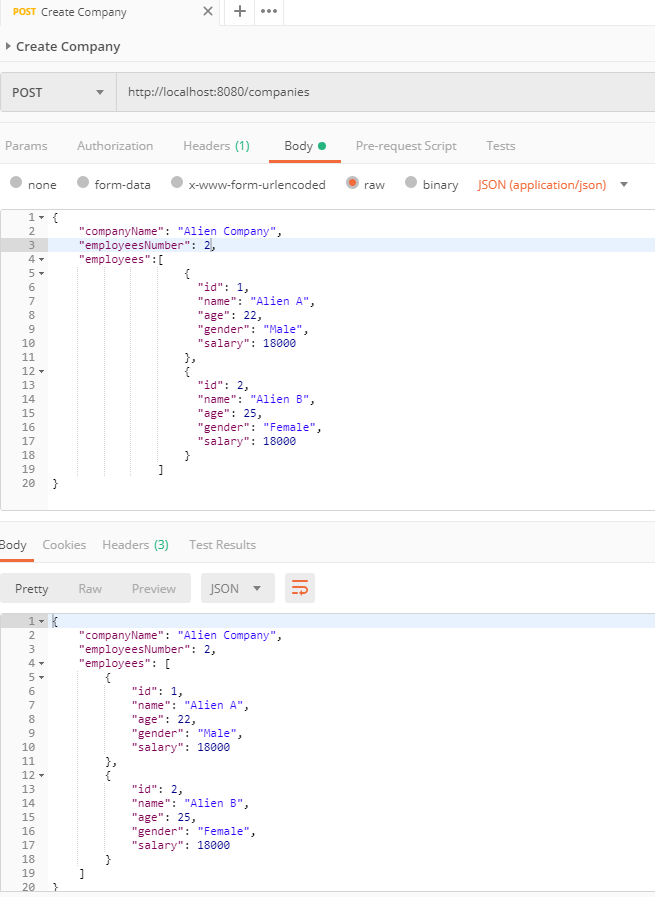 POST Create Company
Create Company
POST http://localhost:8080/companies
Params Authorization Headers (1) Body Pre-request Script Tests
none form-data x-www-form-urlencoded raw binary JSON (application/json)
1 {
2 "companyName": "Alien Company",
3 "employeesNumber": 2,
4 "employees":[
5 {
6 "id": 1,
7 "name": "Alien A",
8 "age": 22,
9 "gender": "Male",
10 "salary": 18000
11 },
12 {
13 "id": 2,
14 "name": "Alien B",
15 "age": 25,
16 "gender": "Female",
17 "salary": 18000
18 }
19 ]
20 }
Body Cookies Headers (3) Test Results
Pretty Raw Preview JSON
1 {
2 "companyName": "Alien Company",
3 "employeesNumber": 2,
4 "employees": [
5 {
6 "id": 1,
7 "name": "Alien A",
8 "age": 22,
9 "gender": "Male",
10 "salary": 18000
11 },
12 {
13 "id": 2,
14 "name": "Alien B",
15 "age": 25,
16 "gender": "Female",
17 "salary": 18000
18 }
19 ]
20 }